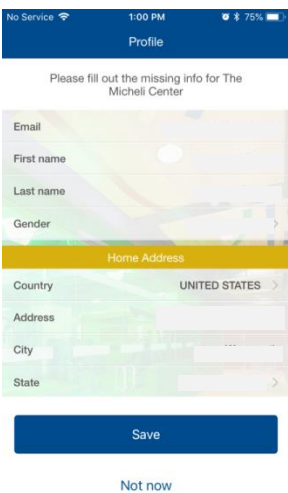 No Service 1:00 PM 75%
Profile
Please fill out the missing info for The
Micheli Center
Email
First name
Last name
Gender
Home Address
Country UNITED STATES
Address
City
State
Save
Not now